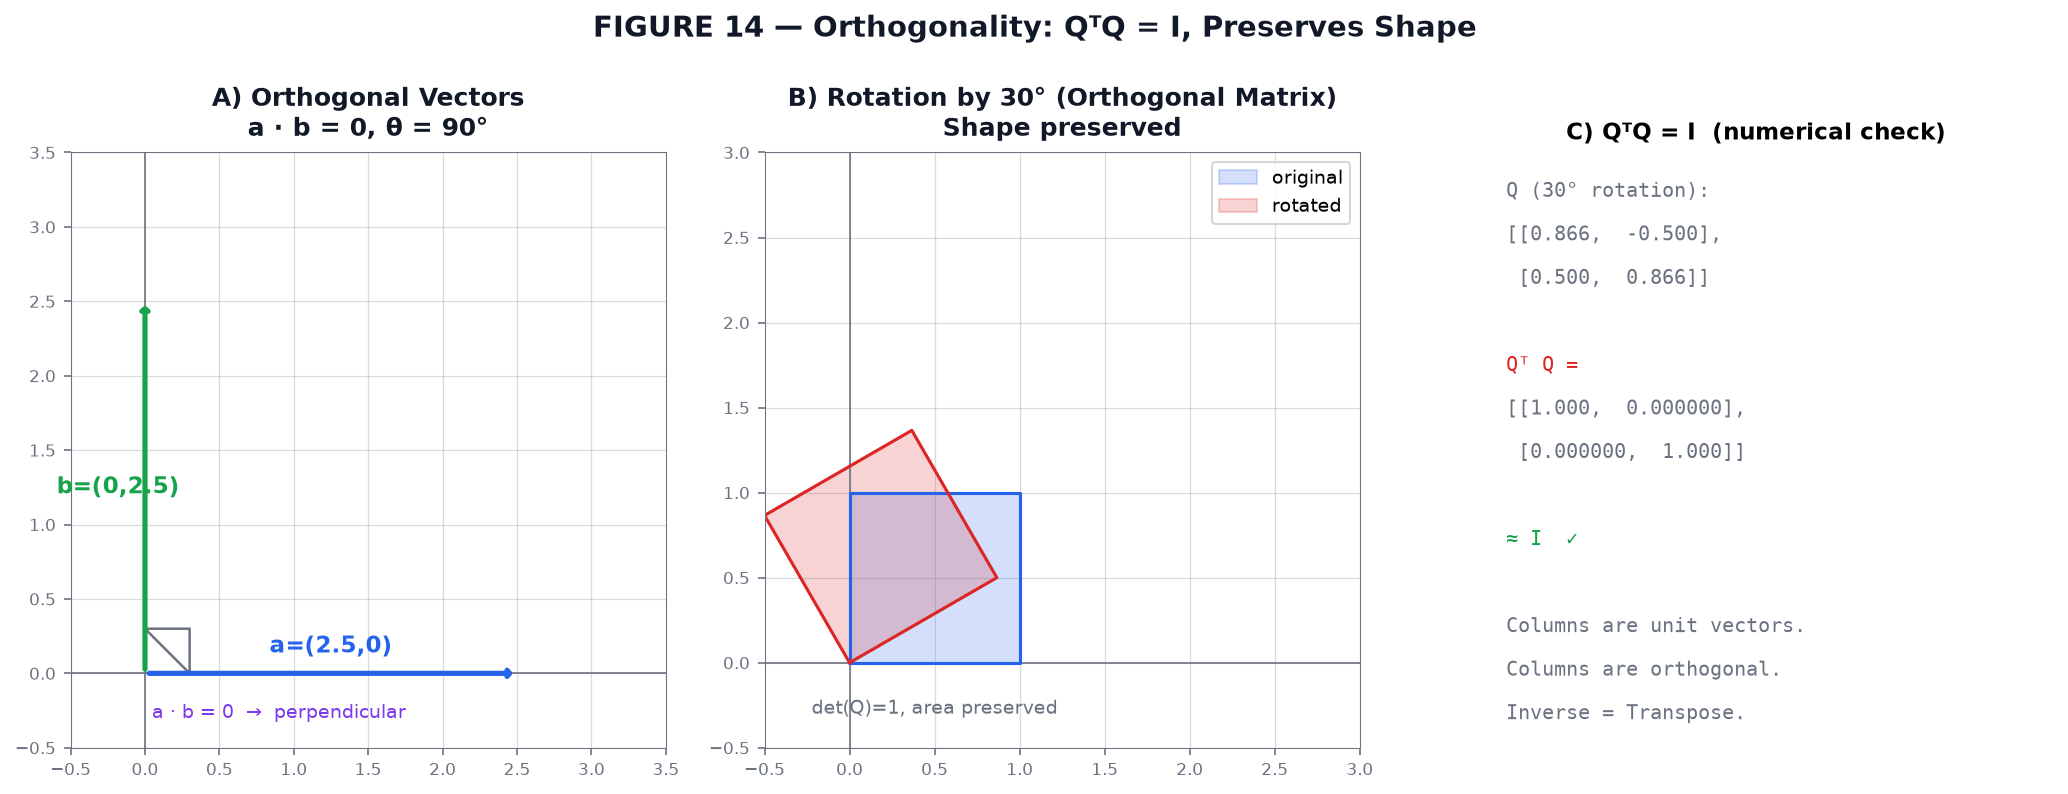 FIGURE 14 — Orthogonality: QᵀQ = I, Preserves Shape
A) Orthogonal Vectors
a · b = 0, θ = 90°
3.5
3.0
2.5
2.0
1.5
1.0
0.5
0.0
−0.5
−0.5
0.0
0.5
1.0
1.5
2.0
2.5
3.0
3.5
b=(0,2.5)
a=(2.5,0)
a · b = 0 → perpendicular
B) Rotation by 30° (Orthogonal Matrix)
Shape preserved
3.0
2.5
2.0
1.5
1.0
0.5
0.0
−0.5
−0.5
0.0
0.5
1.0
1.5
2.0
2.5
3.0
original
rotated
det(Q)=1, area preserved
C) QᵀQ = I  (numerical check)
Q (30° rotation):
[[0.866,  -0.500],
 [0.500,  0.866]]
Qᵀ Q =
[[1.000,  0.000000],
 [0.000000,  1.000]]
≈ I  ✓
Columns are unit vectors.
Columns are orthogonal.
Inverse = Transpose.